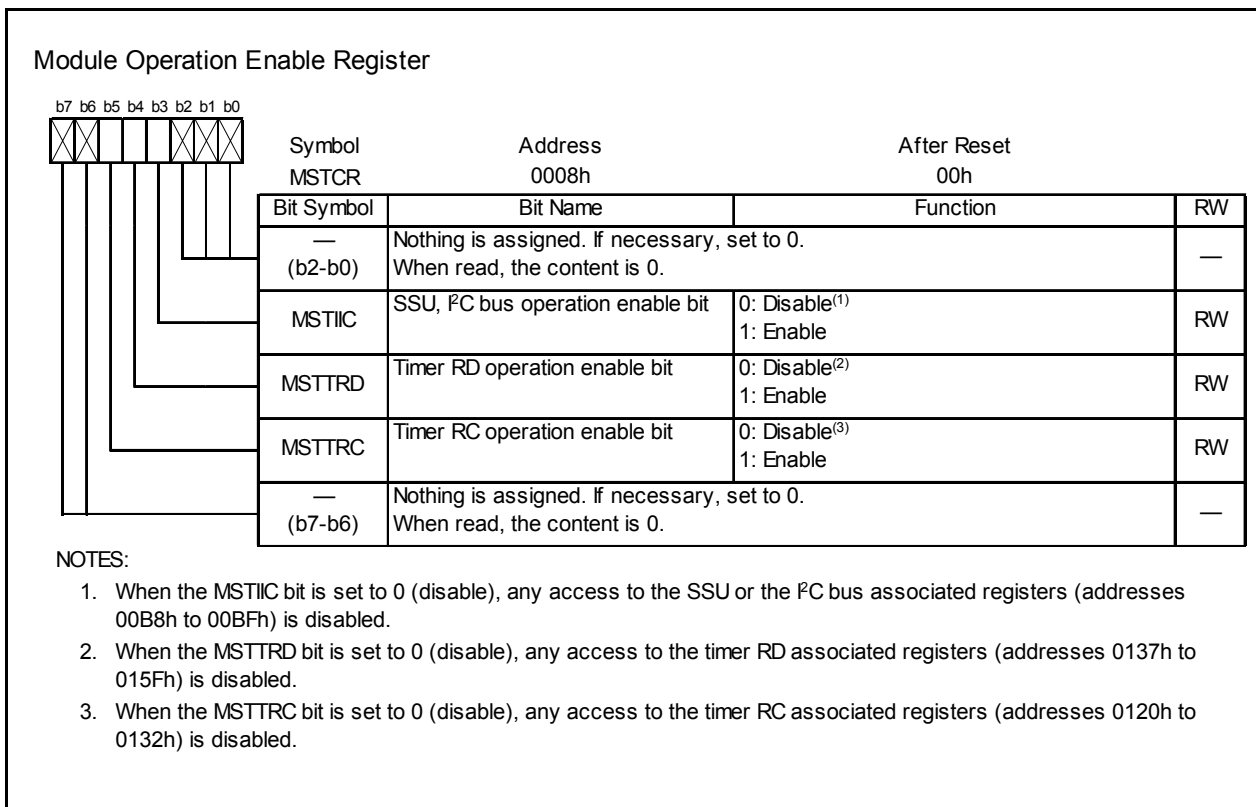 Module Operation Enable Register
b7 b6 b5 b4 b3 b2 b1 b0
Symbol Address After Reset
MSTCR 0008h 00h
Bit Symbol Bit Name Function RW
— (b2-b0) Nothing is assigned. If necessary, set to 0.
When read, the content is 0. —
MSTIIC SSU, I²C bus operation enable bit 0: Disable(1)
1: Enable RW
MSTTRD Timer RD operation enable bit 0: Disable(2)
1: Enable RW
MSTTRC Timer RC operation enable bit 0: Disable(3)
1: Enable RW
— (b7-b6) Nothing is assigned. If necessary, set to 0.
When read, the content is 0. —
NOTES:
1. When the MSTIIC bit is set to 0 (disable), any access to the SSU or the I²C bus associated registers (addresses
00B8h to 00BFh) is disabled.
2. When the MSTTRD bit is set to 0 (disable), any access to the timer RD associated registers (addresses 0137h to
015Fh) is disabled.
3. When the MSTTRC bit is set to 0 (disable), any access to the timer RC associated registers (addresses 0120h to
0132h) is disabled.